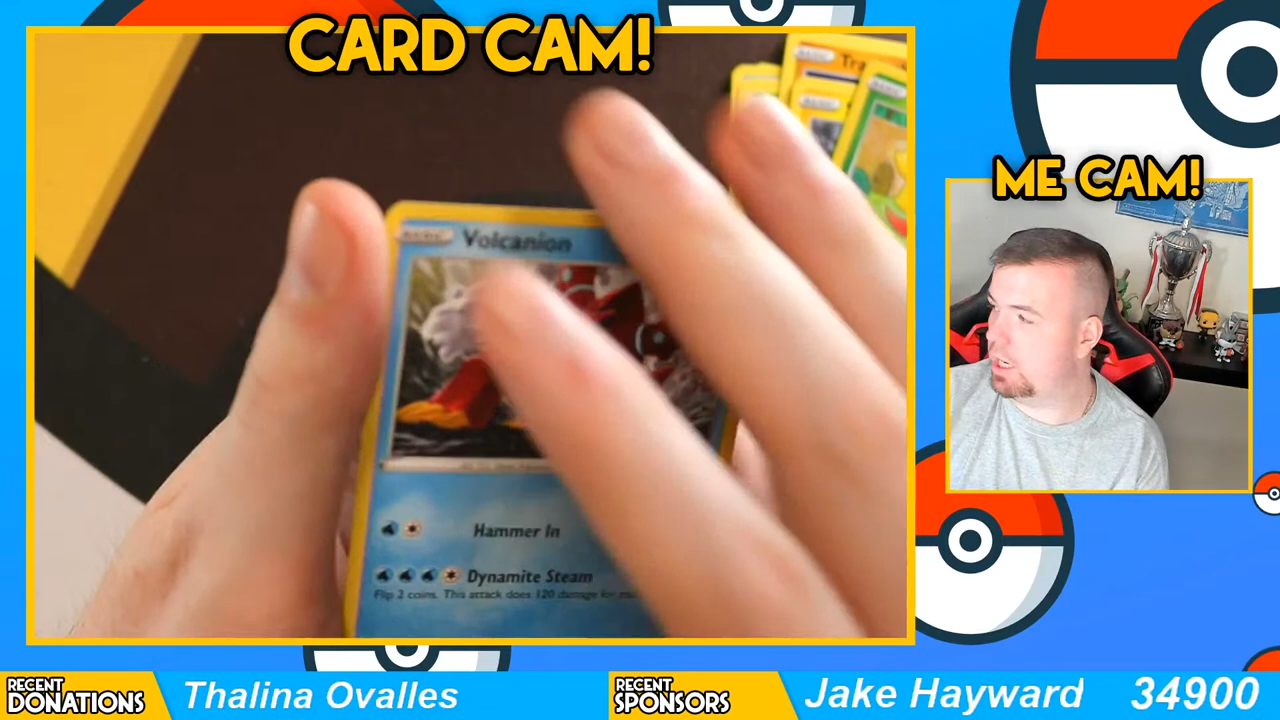 CARD CAM!
ME CAM!
BASIC Volcanion
Hammer In
Dynamite Steam
Flip 2 coins. This attack does 120 damage for
RECENT
DONATIONS
Thalina Ovalles
RECENT
SPONSORS
Jake Hayward 34900